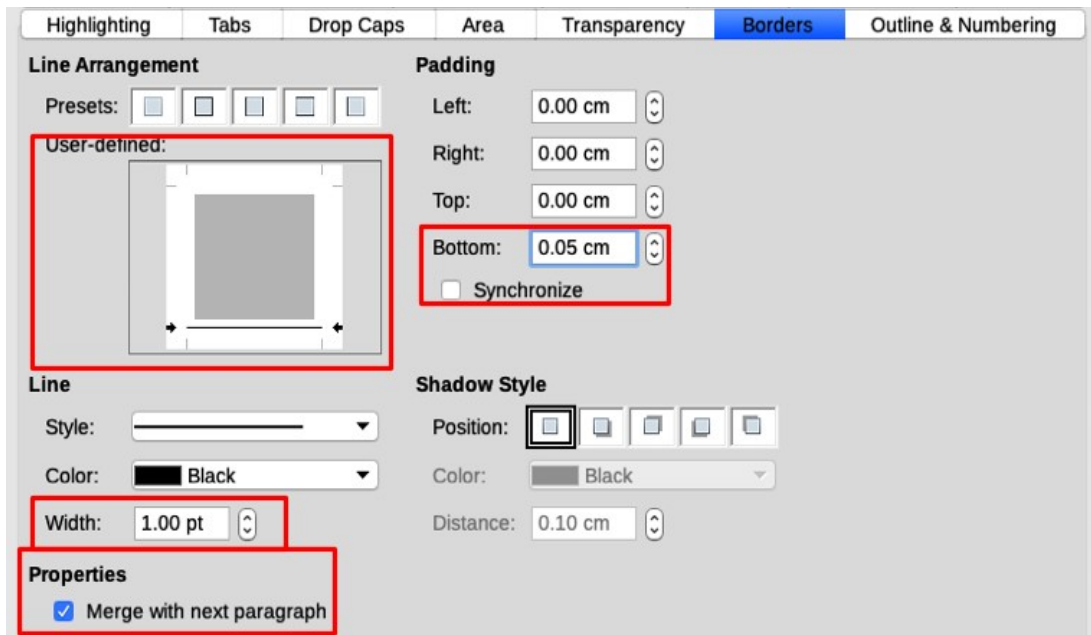 Highlighting Tabs Drop Caps Area Transparency Borders Outline & Numbering
Line Arrangement
Presets:
User-defined:
Padding
Left: 0.00 cm
Right: 0.00 cm
Top: 0.00 cm
Bottom: 0.05 cm
Synchronize
Line
Style:
Color: Black
Width: 1.00 pt
Shadow Style
Position:
Color: Black
Distance: 0.10 cm
Properties
Merge with next paragraph